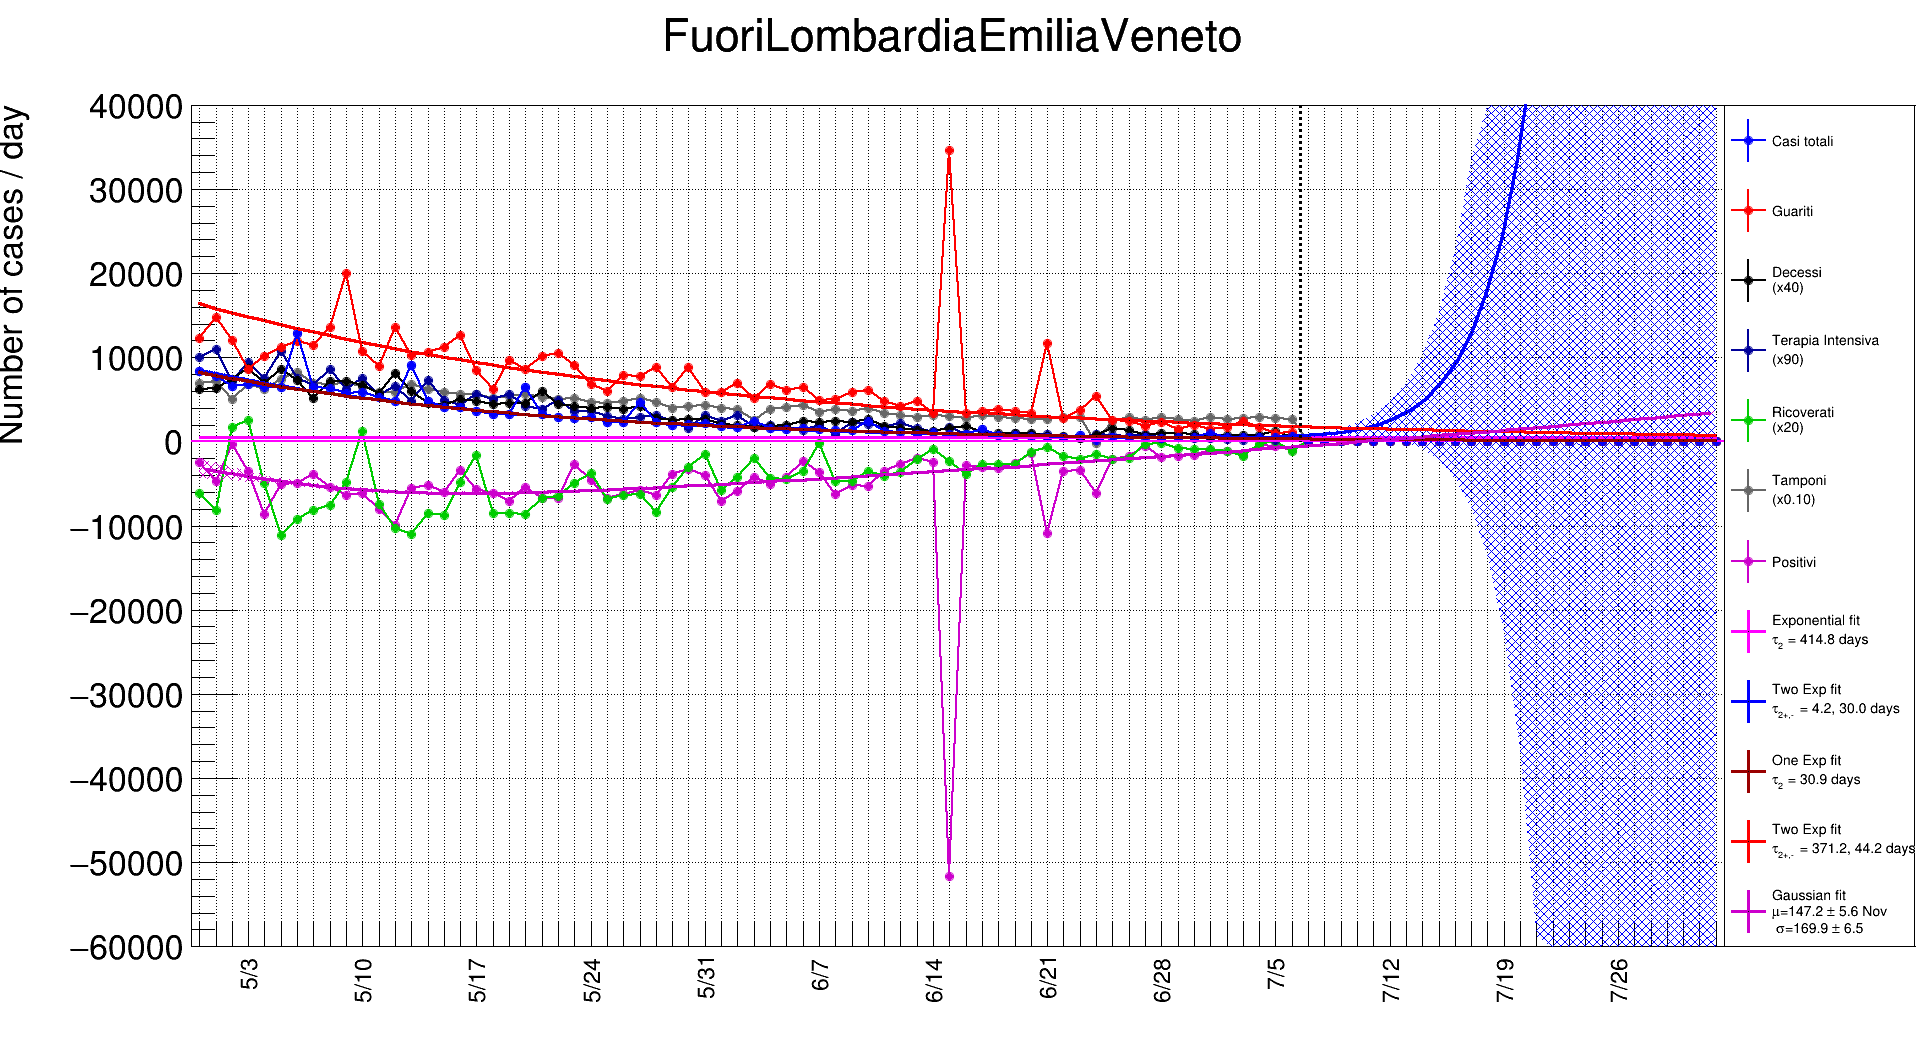 FuoriLombardiaEmiliaVeneto
Number of cases / day
40000
30000
20000
10000
0
−10000
−20000
−30000
−40000
−50000
−60000
5/3
5/10
5/17
5/24
5/31
6/7
6/14
6/21
6/28
7/5
7/12
7/19
7/26
Casi totali
Guariti
Decessi
(x40)
Terapia Intensiva
(x90)
Ricoverati
(x20)
Tamponi
(x0.10)
Positivi
Exponential fit
τ2 = 414.8 days
Two Exp fit
τ2+,- = 4.2, 30.0 days
One Exp fit
τ2 = 30.9 days
Two Exp fit
τ2+,- = 371.2, 44.2 days
Gaussian fit
μ=147.2 ± 5.6 Nov
σ=169.9 ± 6.5